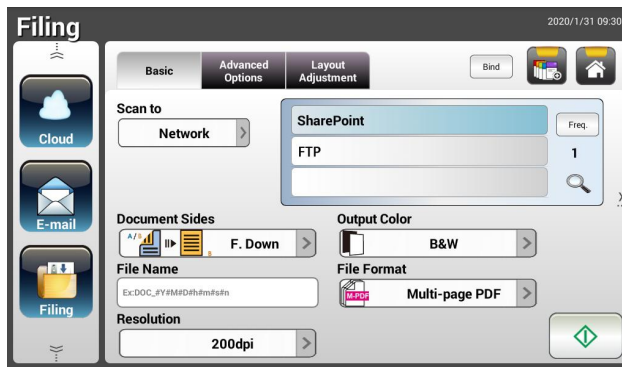 Filing
2020/1/31 09:30
Cloud
E-mail
Filing
Basic
Advanced
Options
Layout
Adjustment
Bind
Scan to
Network
SharePoint
FTP
Freq.
1
Document Sides
A/B
F. Down
Output Color
B&W
File Name
Ex:DOC_#Y#M#D#h#m#s#n
File Format
M-PDF
Multi-page PDF
Resolution
200dpi